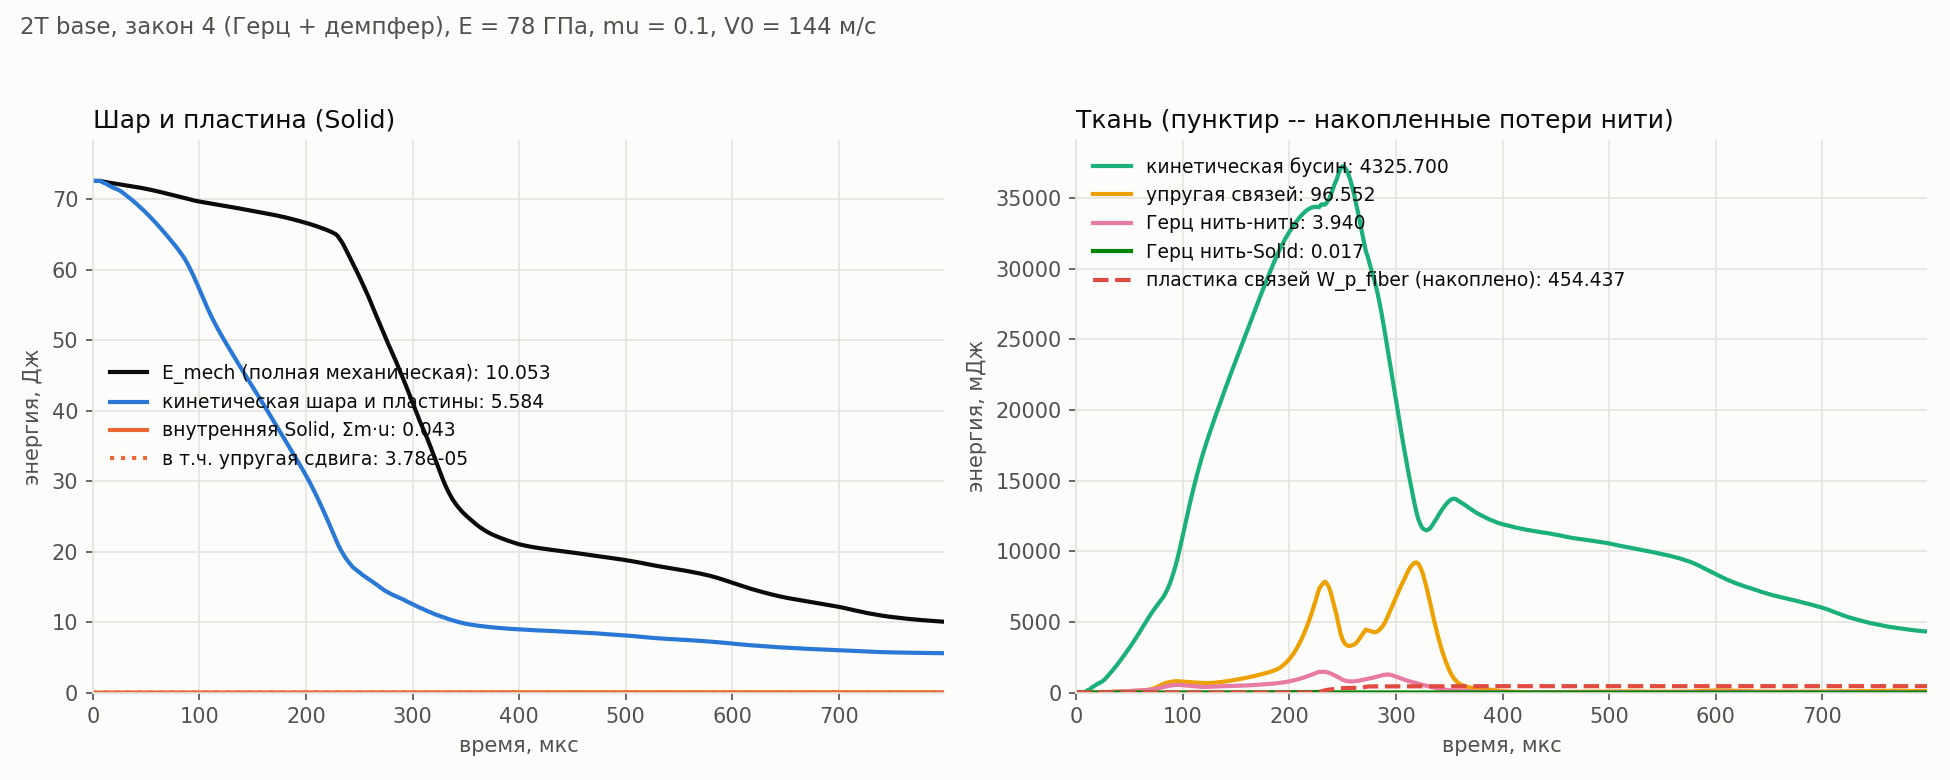 2T base, закон 4 (Герц + демпфер), E = 78 ГПа, mu = 0.1, V0 = 144 м/с
Шар и пластина (Solid)
энергия, Дж
70
60
50
40
30
20
10
0
E_mech (полная механическая): 10.053
кинетическая шара и пластины: 5.584
внутренняя Solid, Σm·u: 0.043
в т.ч. упругая сдвига: 3.78e-05
0 100 200 300 400 500 600 700
время, мкс
Ткань (пунктир -- накопленные потери нити)
энергия, мДж
35000
30000
25000
20000
15000
10000
5000
0
кинетическая бусин: 4325.700
упругая связей: 96.552
Герц нить-нить: 3.940
Герц нить-Solid: 0.017
пластика связей W_p_fiber (накоплено): 454.437
0 100 200 300 400 500 600 700
время, мкс